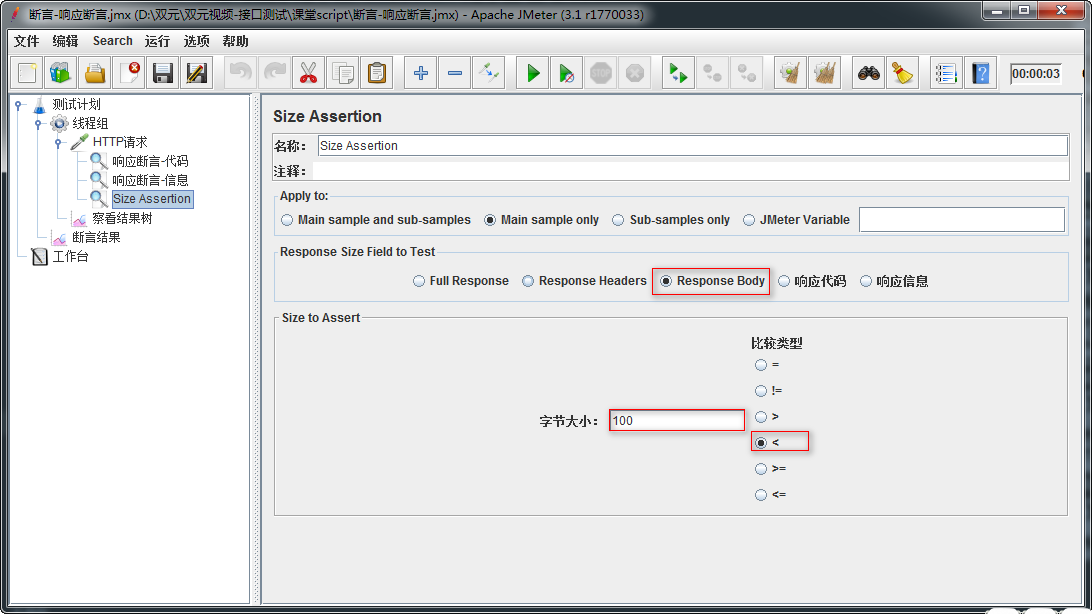 断言-响应断言.jmx (D:\双元\双元视频-接口测试\课堂script\断言-响应断言.jmx) - Apache JMeter (3.1 r1770033)
文件 编辑 Search 运行 选项 帮助
STOP
00:00:03
测试计划
线程组
HTTP请求
响应断言-代码
响应断言-信息
Size Assertion
察看结果树
断言结果
工作台
Size Assertion
名称： Size Assertion
注释：
Apply to:
Main sample and sub-samples Main sample only Sub-samples only JMeter Variable
Response Size Field to Test
Full Response Response Headers Response Body 响应代码 响应信息
Size to Assert
比较类型
=
!=
>
字节大小： 100
<
>=
<=